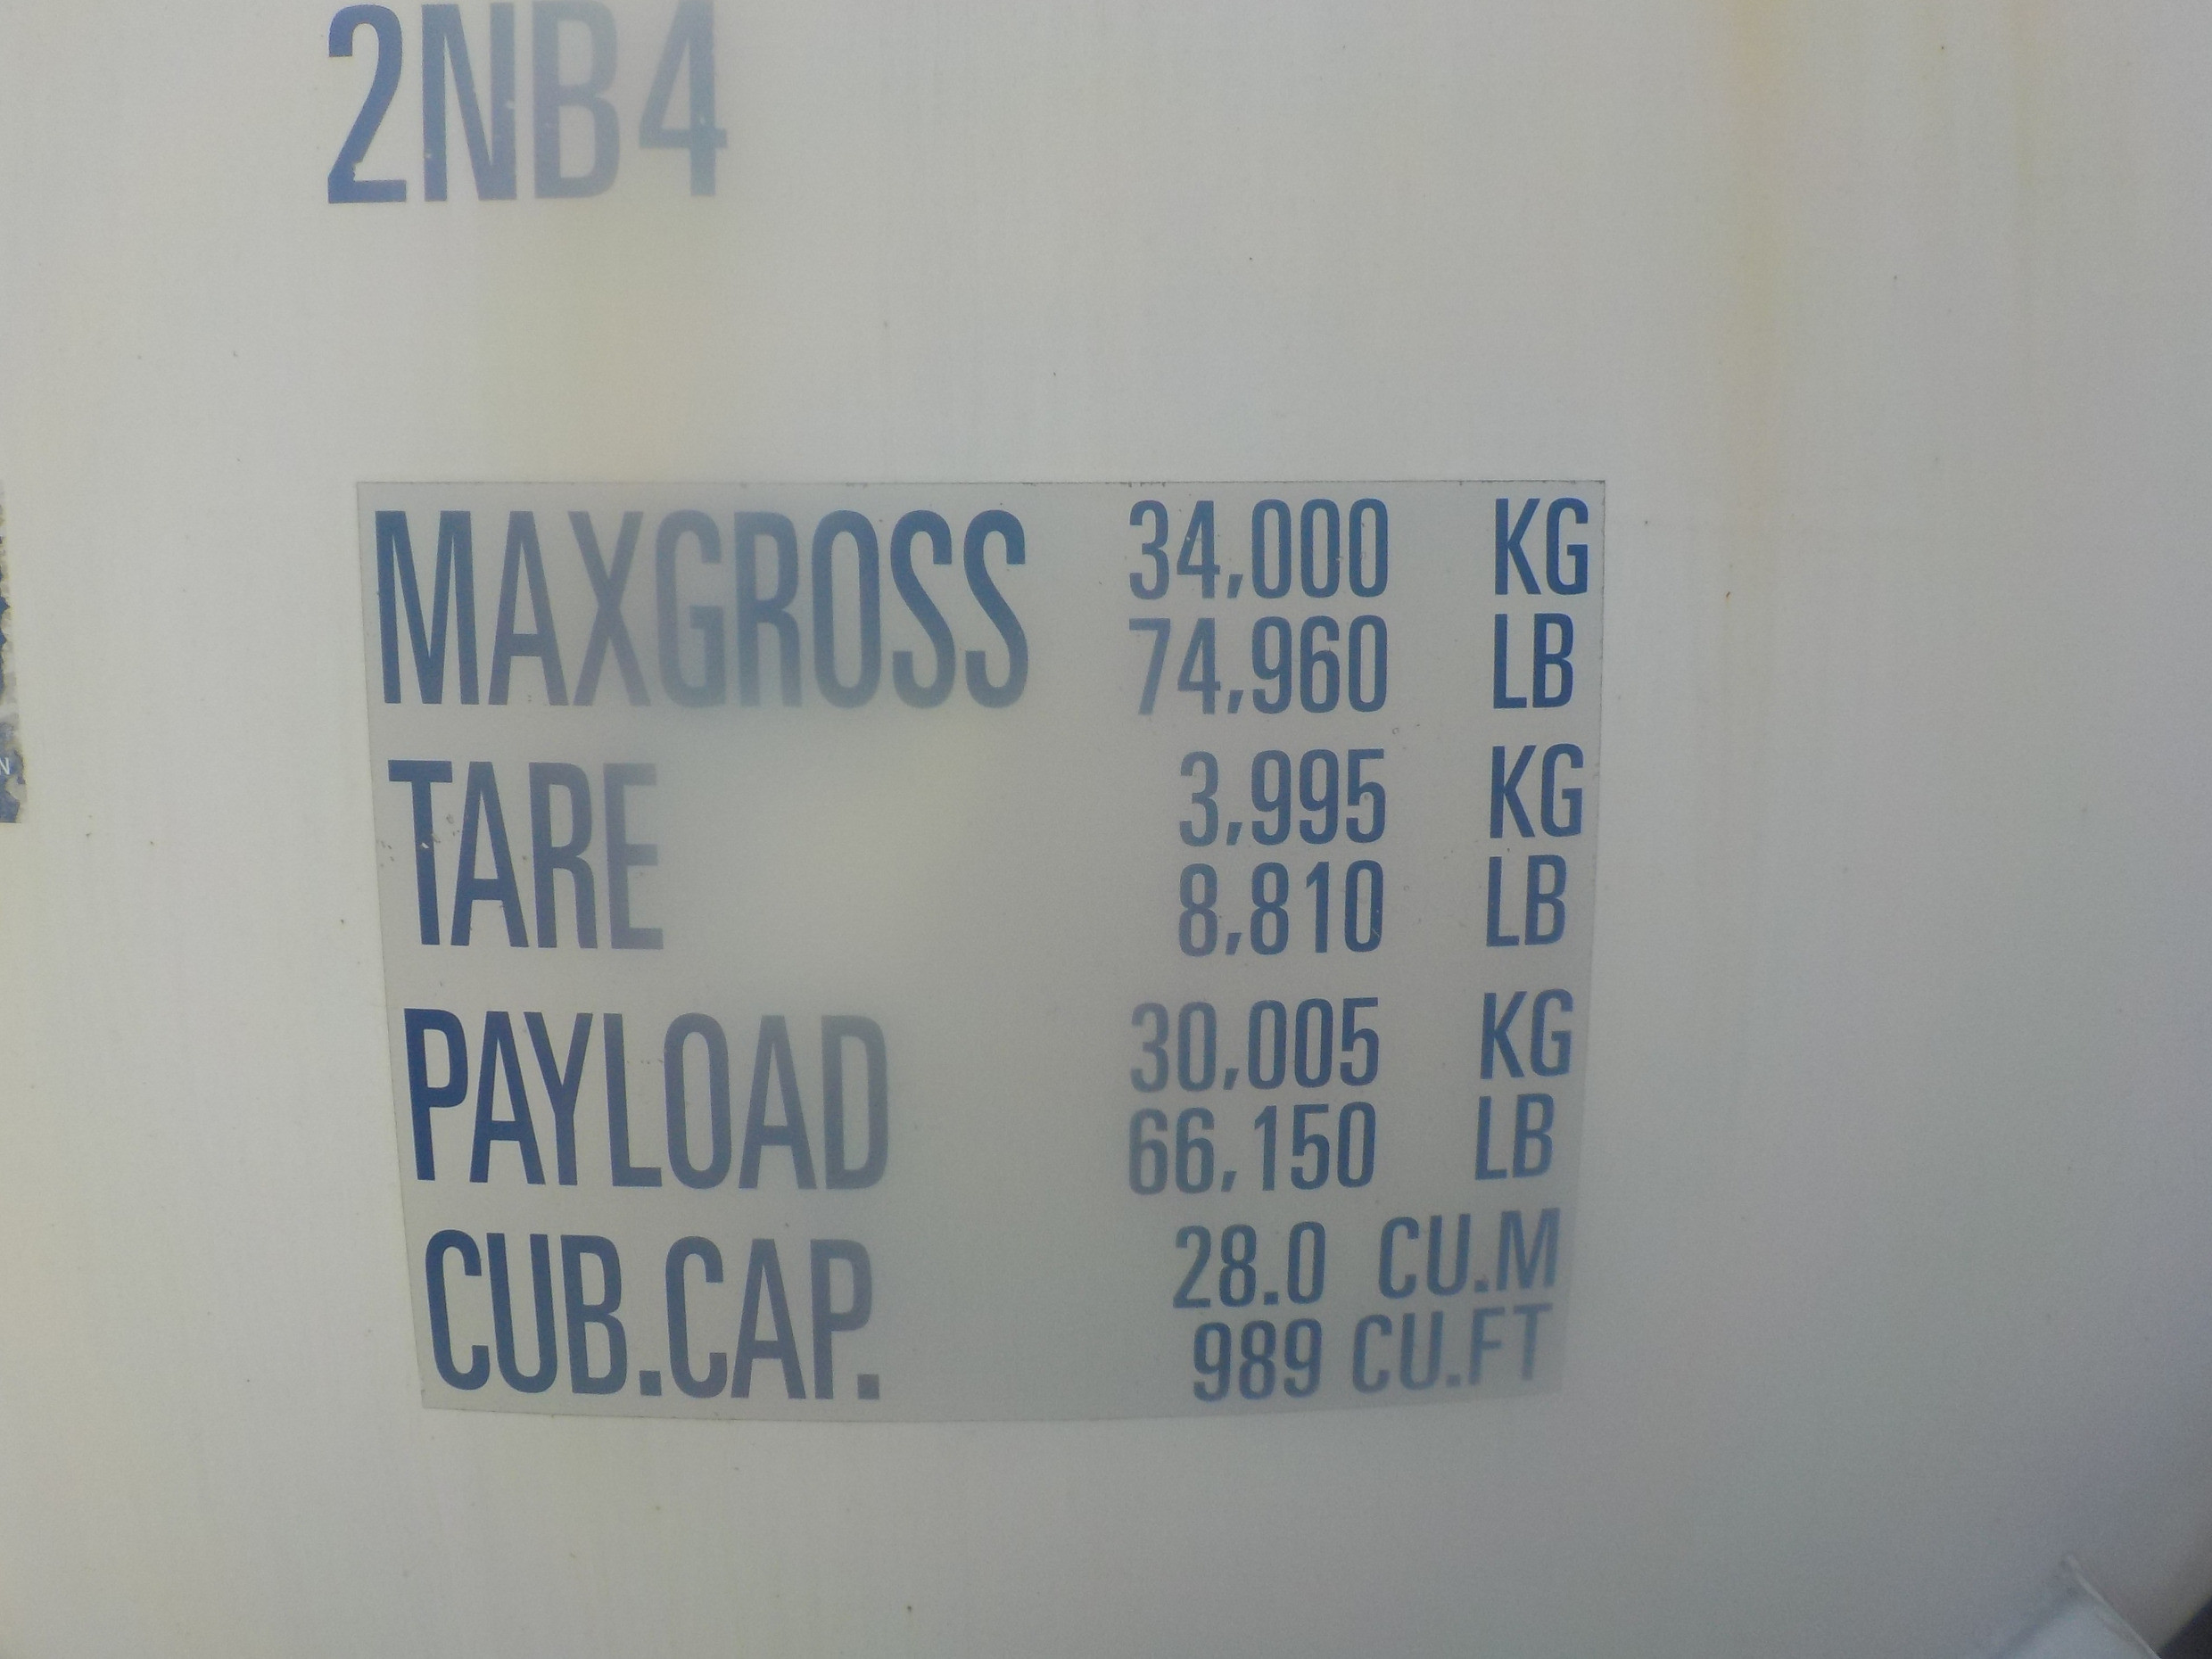 2NB4
MAXGROSS 34,000 KG
74,960 LB
TARE 3,995 KG
8,810 LB
PAYLOAD 30,005 KG
66,150 LB
CUB.CAP. 28.0 CU.M
989 CU.FT